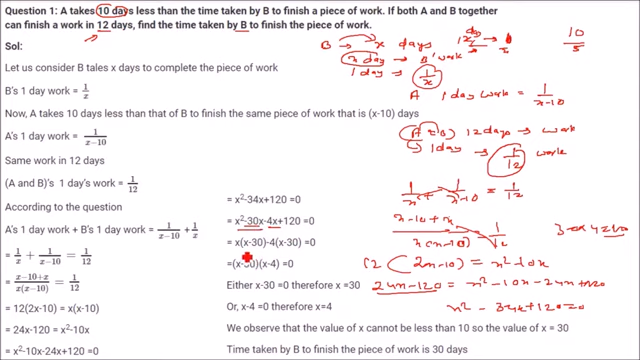 Question 1: A takes 10 days less than the time taken by B to finish a piece of work. If both A and B together
can finish a work in 12 days, find the time taken by B to finish the piece of work.
Sol:
Let us consider B tales x days to complete the piece of work
B's 1 day work = 1/x
Now, A takes 10 days less than that of B to finish the same piece of work that is (x-10) days
A's 1 day work = 1/(x−10)
Same work in 12 days
(A and B)'s 1 day's work = 1/12
According to the question
A's 1 day work + B's 1 day work = 1/(x−10) + 1/x
= 1/x + 1/(x−10) = 1/12
= (x−10+x)/(x(x−10)) = 1/12
= 12(2x-10) = x(x-10)
= 24x-120 = x²-10x
= x²-10x-24x+120 =0
= x²-34x+120 =0
= x²-30x-4x+120 =0
= x(x-30)-4(x-30) =0
=(x-30)(x-4) =0
Either x-30 =0 therefore x=30
Or, x-4 =0 therefore x=4
We observe that the value of x cannot be less than 10 so the value of x = 30
Time taken by B to finish the piece of work is 30 days
B → x days
x day → B' work
1 day → 1/x
10/5
A 1 day work = 1/(x-10)
(A & B) 12 days → work
1 day → 1/12 work
1/x + 1/(x-10) = 1/12
(x-10+x)/(x(x-10)) = 1/12
12 (2x-10) = x²-10x
24x-120 = x²-10x-24x+120
x² - 34x+120=0